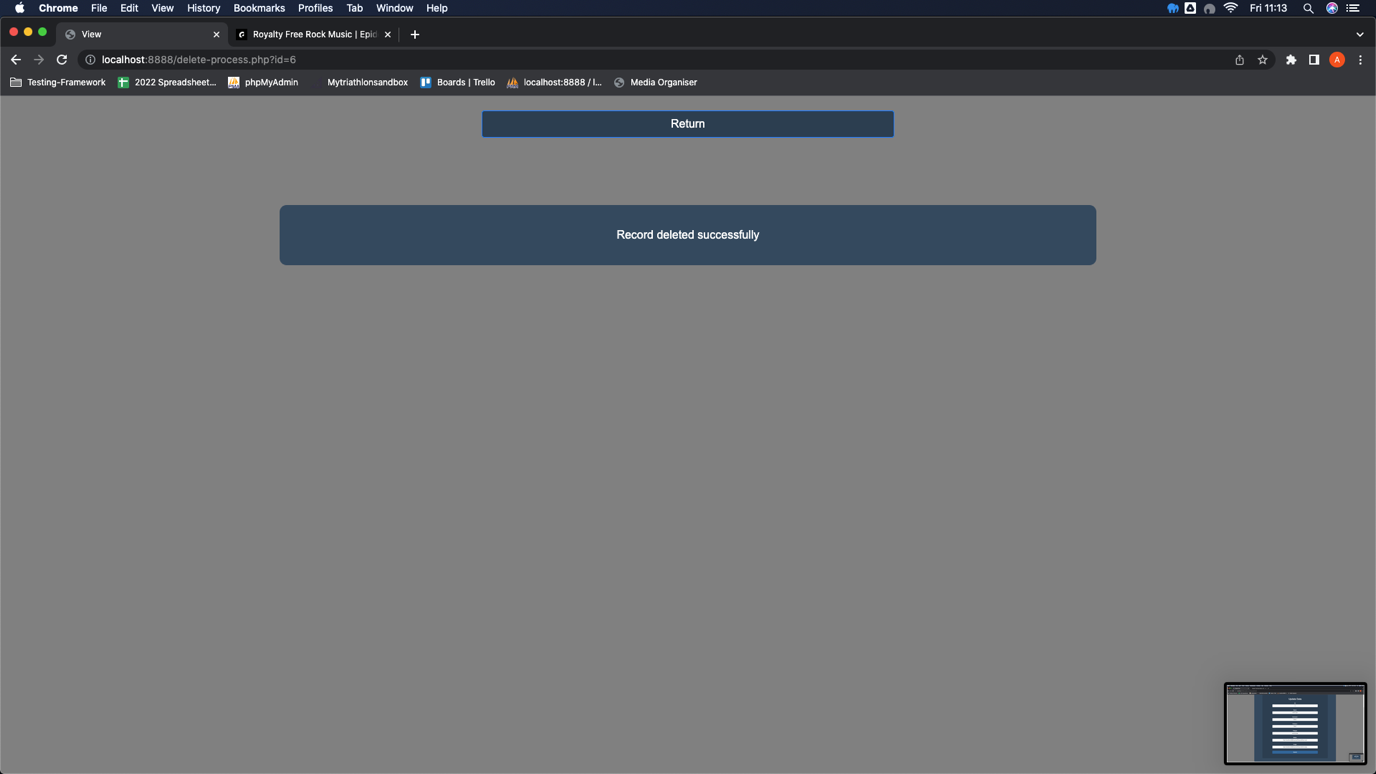 Chrome File Edit View History Bookmarks Profiles Tab Window Help Fri 11:13
View Royalty Free Rock Music | Epid
localhost:8888/delete-process.php?id=6 A
Testing-Framework 2022 Spreadsheet... phpMyAdmin Mytriathlonsandbox Boards | Trello localhost:8888 / l... Media Organiser
Return
Record deleted successfully